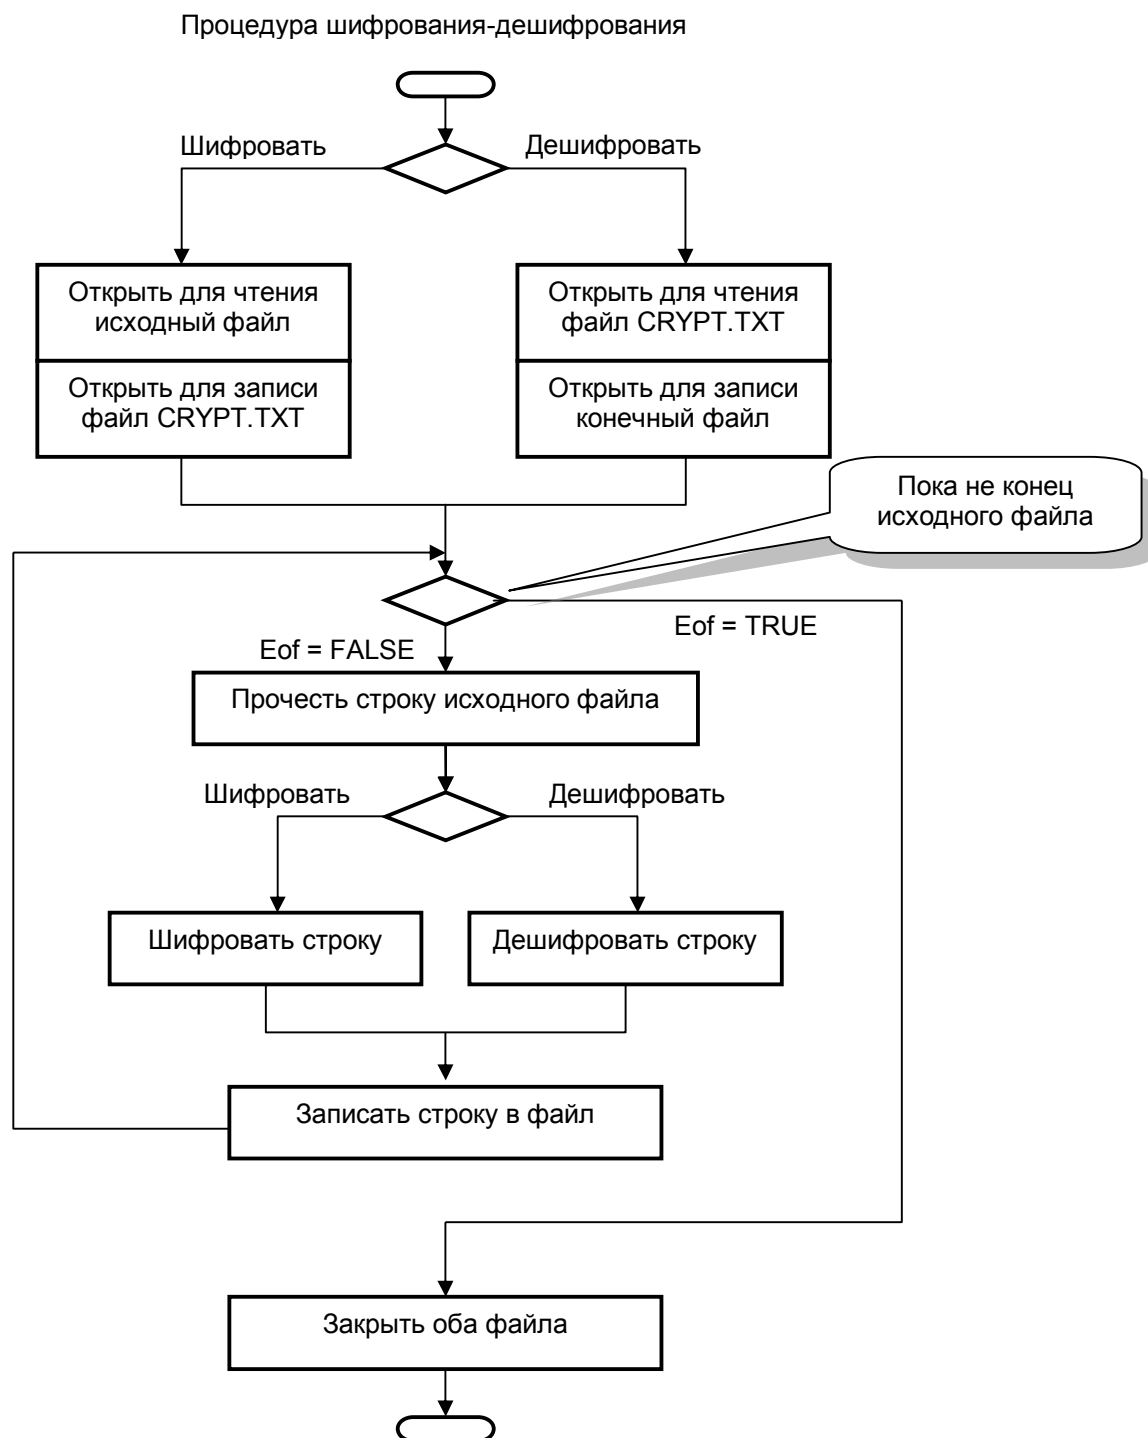 Процедура шифрования-дешифрования
Шифровать
Дешифровать
Открыть для чтения
исходный файл
Открыть для записи
файл CRYPT.TXT
Открыть для чтения
файл CRYPT.TXT
Открыть для записи
конечный файл
Пока не конец
исходного файла
Eof = TRUE
Eof = FALSE
Прочесть строку исходного файла
Шифровать
Дешифровать
Шифровать строку
Дешифровать строку
Записать строку в файл
Закрыть оба файла